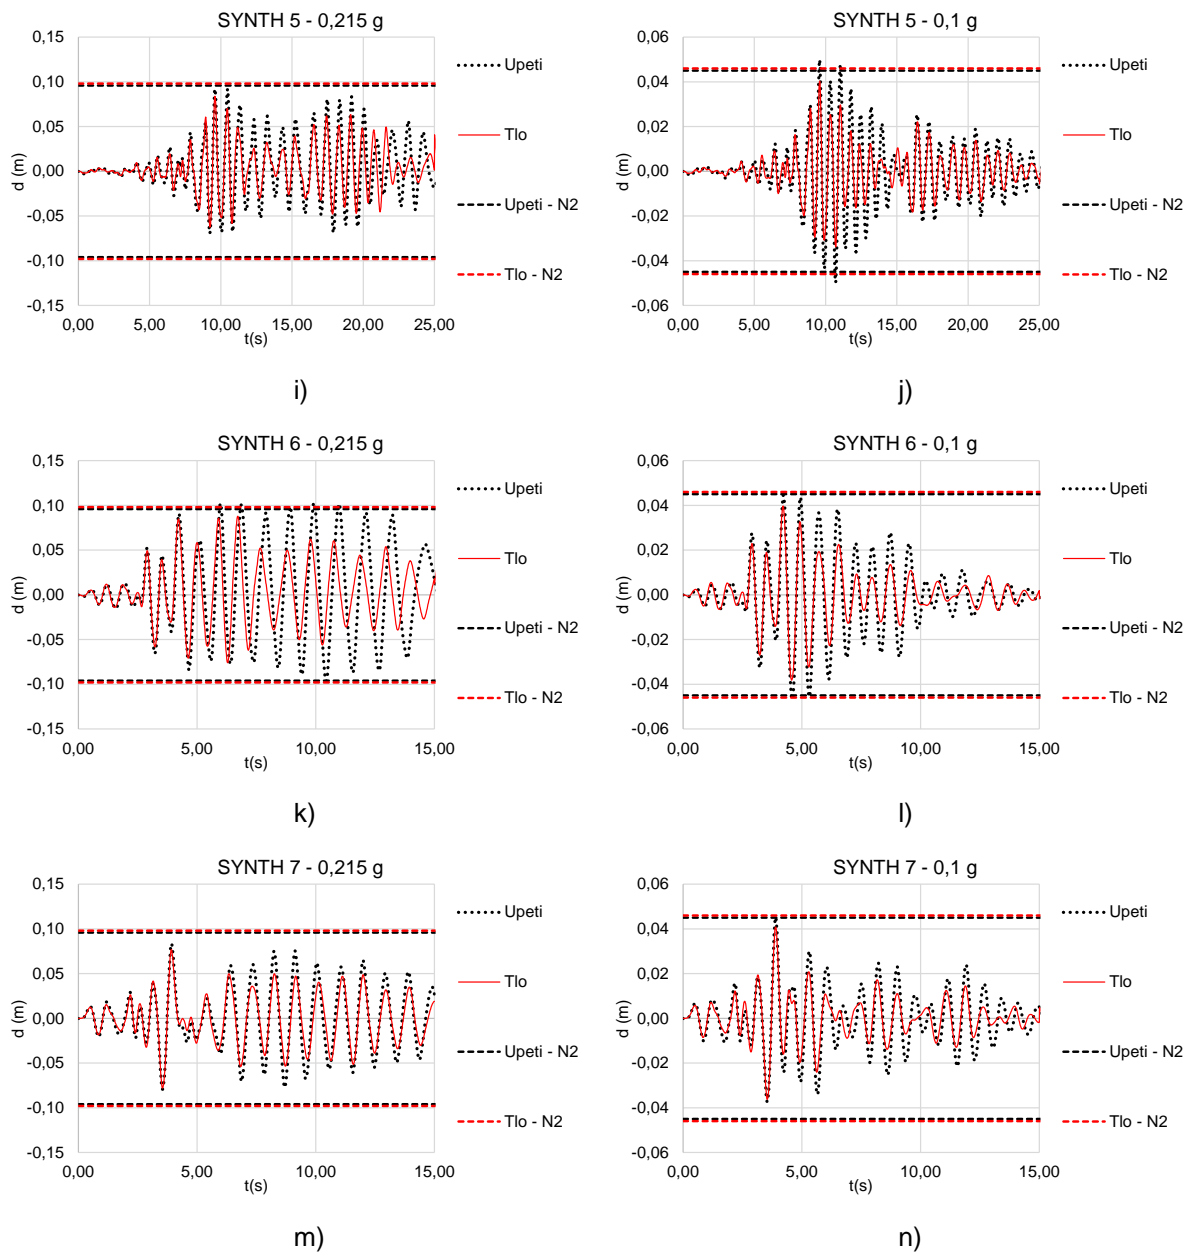 SYNTH 5 - 0,215 g
0,15
0,10
0,05
0,00
-0,05
-0,10
-0,15
d (m)
0,00 5,00 10,00 15,00 20,00 25,00
t(s)
Upeti
Tlo
Upeti - N2
Tlo - N2
i)
SYNTH 5 - 0,1 g
0,06
0,04
0,02
0,00
-0,02
-0,04
-0,06
d (m)
0,00 5,00 10,00 15,00 20,00 25,00
t(s)
Upeti
Tlo
Upeti - N2
Tlo - N2
j)
SYNTH 6 - 0,215 g
0,15
0,10
0,05
0,00
-0,05
-0,10
-0,15
d (m)
0,00 5,00 10,00 15,00
t(s)
Upeti
Tlo
Upeti - N2
Tlo - N2
k)
SYNTH 6 - 0,1 g
0,06
0,04
0,02
0,00
-0,02
-0,04
-0,06
d (m)
0,00 5,00 10,00 15,00
t(s)
Upeti
Tlo
Upeti - N2
Tlo - N2
l)
SYNTH 7 - 0,215 g
0,15
0,10
0,05
0,00
-0,05
-0,10
-0,15
d (m)
0,00 5,00 10,00 15,00
t(s)
Upeti
Tlo
Upeti - N2
Tlo - N2
m)
SYNTH 7 - 0,1 g
0,06
0,04
0,02
0,00
-0,02
-0,04
-0,06
d (m)
0,00 5,00 10,00 15,00
t(s)
Upeti
Tlo
Upeti - N2
Tlo - N2
n)